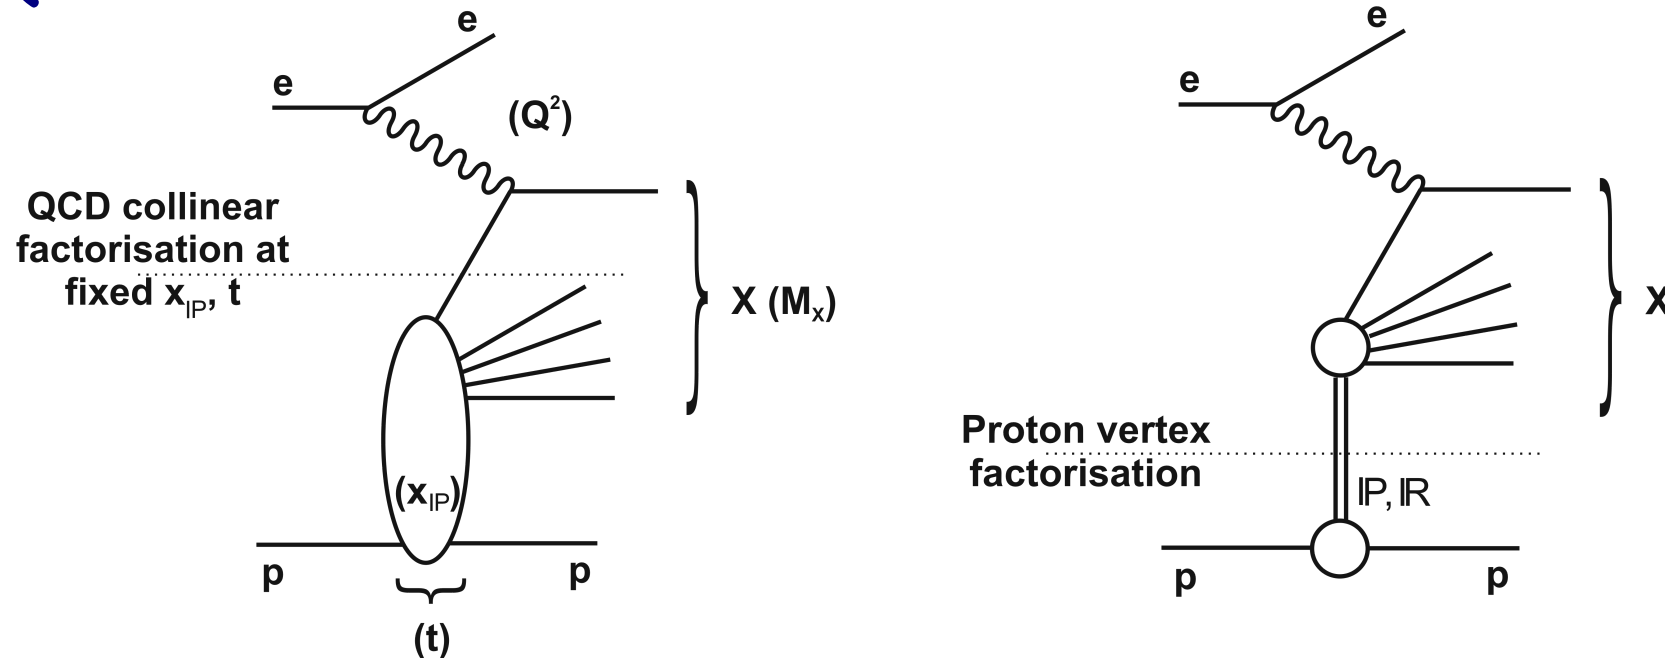 e
e
(Q²)
QCD collinear
factorisation at
fixed x_IP, t
X (M_x)
(x_IP)
p
p
(t)
e
e
X
Proton vertex
factorisation
IP, IR
p
p